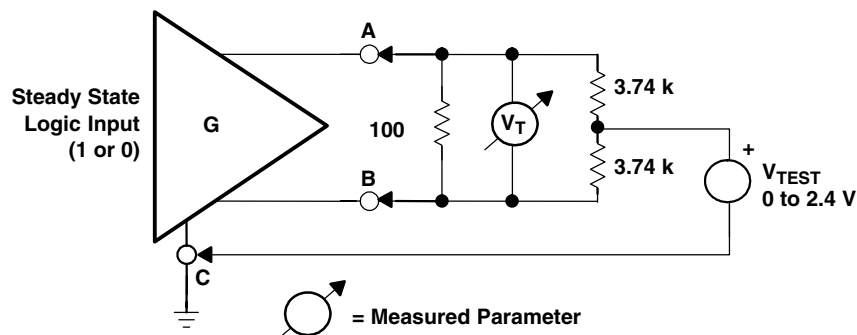 A
Steady State
Logic Input
(1 or 0)
G
100
V_T
3.74 k
3.74 k
+
V_TEST
0 to 2.4 V
B
C
= Measured Parameter